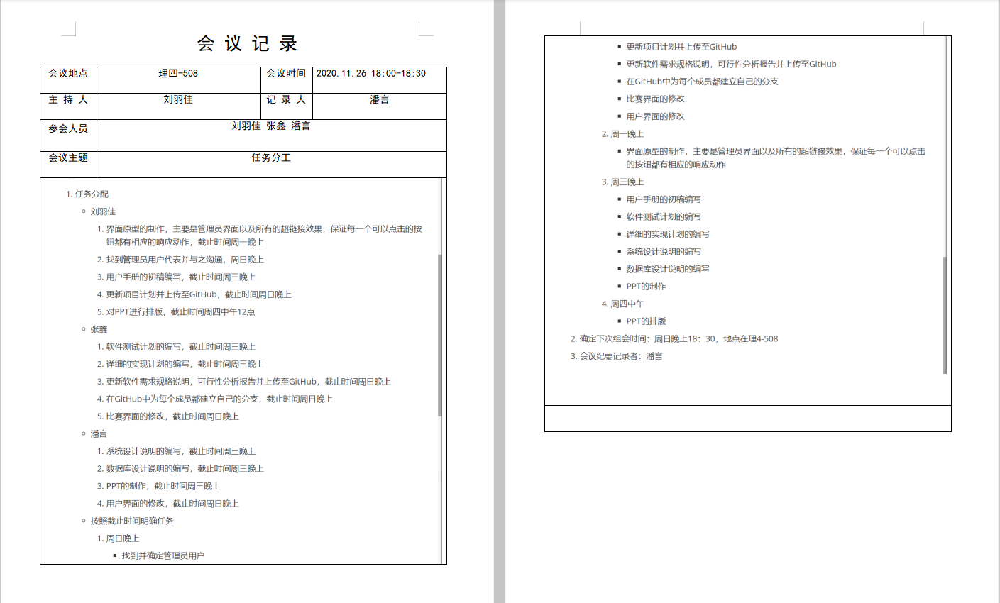 会 议 记 录
会议地点 理四-508 会议时间 2020.11.26 18:00-18:30
主 持 人 刘羽佳 记 录 人 潘言
参会人员 刘羽佳 张鑫 潘言
会议主题 任务分工
1. 任务分配
○ 刘羽佳
1. 界面原型的制作，主要是管理员界面以及所有的超链接效果，保证每一个可以点击的按
钮都有相应的响应动作，截止时间周一晚上
2. 找到管理员用户代表并与之沟通，周日晚上
3. 用户手册的初稿编写，截止时间周三晚上
4. 更新项目计划并上传至GitHub，截止时间周日晚上
5. 对PPT进行排版，截止时间周四中午12点
○ 张鑫
1. 软件测试计划的编写，截止时间周三晚上
2. 详细的实现计划的编写，截止时间周三晚上
3. 更新软件需求规格说明，可行性分析报告并上传至GitHub，截止时间周日晚上
4. 在GitHub中为每个成员都建立自己的分支，截止时间周日晚上
5. 比赛界面的修改，截止时间周日晚上
○ 潘言
1. 系统设计说明的编写，截止时间周三晚上
2. 数据库设计说明的编写，截止时间周三晚上
3. PPT的制作，截止时间周三晚上
4. 用户界面的修改，截止时间周日晚上
○ 按照截止时间明确任务
1. 周日晚上
▪ 找到并确定管理员用户
▪ 更新项目计划并上传至GitHub
▪ 更新软件需求规格说明，可行性分析报告并上传至GitHub
▪ 在GitHub中为每个成员都建立自己的分支
▪ 比赛界面的修改
▪ 用户界面的修改
2. 周一晚上
▪ 界面原型的制作，主要是管理员界面以及所有的超链接效果，保证每一个可以点击
的按钮都有相应的响应动作
3. 周三晚上
▪ 用户手册的初稿编写
▪ 软件测试计划的编写
▪ 详细的实现计划的编写
▪ 系统设计说明的编写
▪ 数据库设计说明的编写
▪ PPT的制作
4. 周四中午
▪ PPT的排版
2. 确定下次组会时间：周日晚上18：30，地点在理4-508
3. 会议纪要记录者：潘言